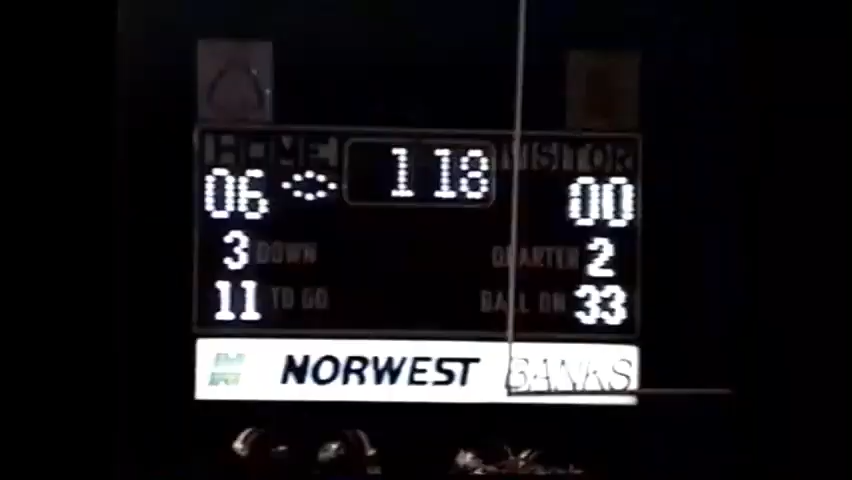 HOME 1 18 VISITOR
06 00
3 DOWN QUARTER 2
11 TO GO BALL ON 33
NORWEST BANKS